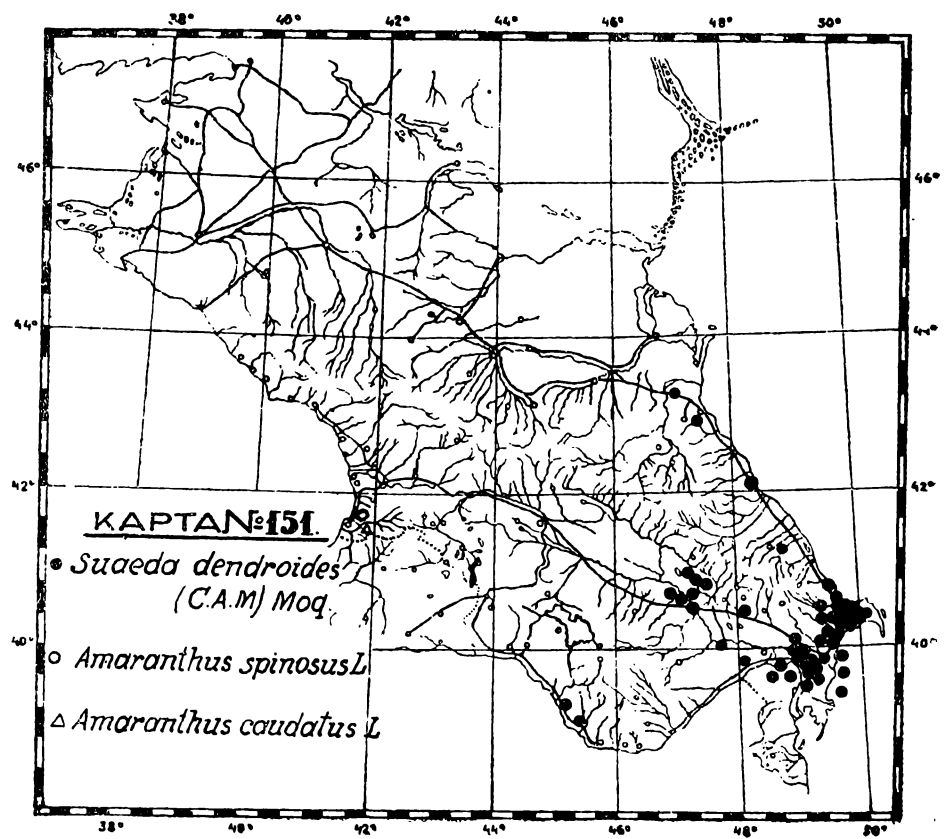 38° 40° 42° 44° 46° 48° 50°
46° 46°
44° 44°
42° 42°
КАРТА №151.
Suaeda dendroides
(C.A.M) Moq.
40° 40°
Amaranthus spinosus L
Amaranthus caudatus L
38° 40° 42° 44° 46° 48° 50°